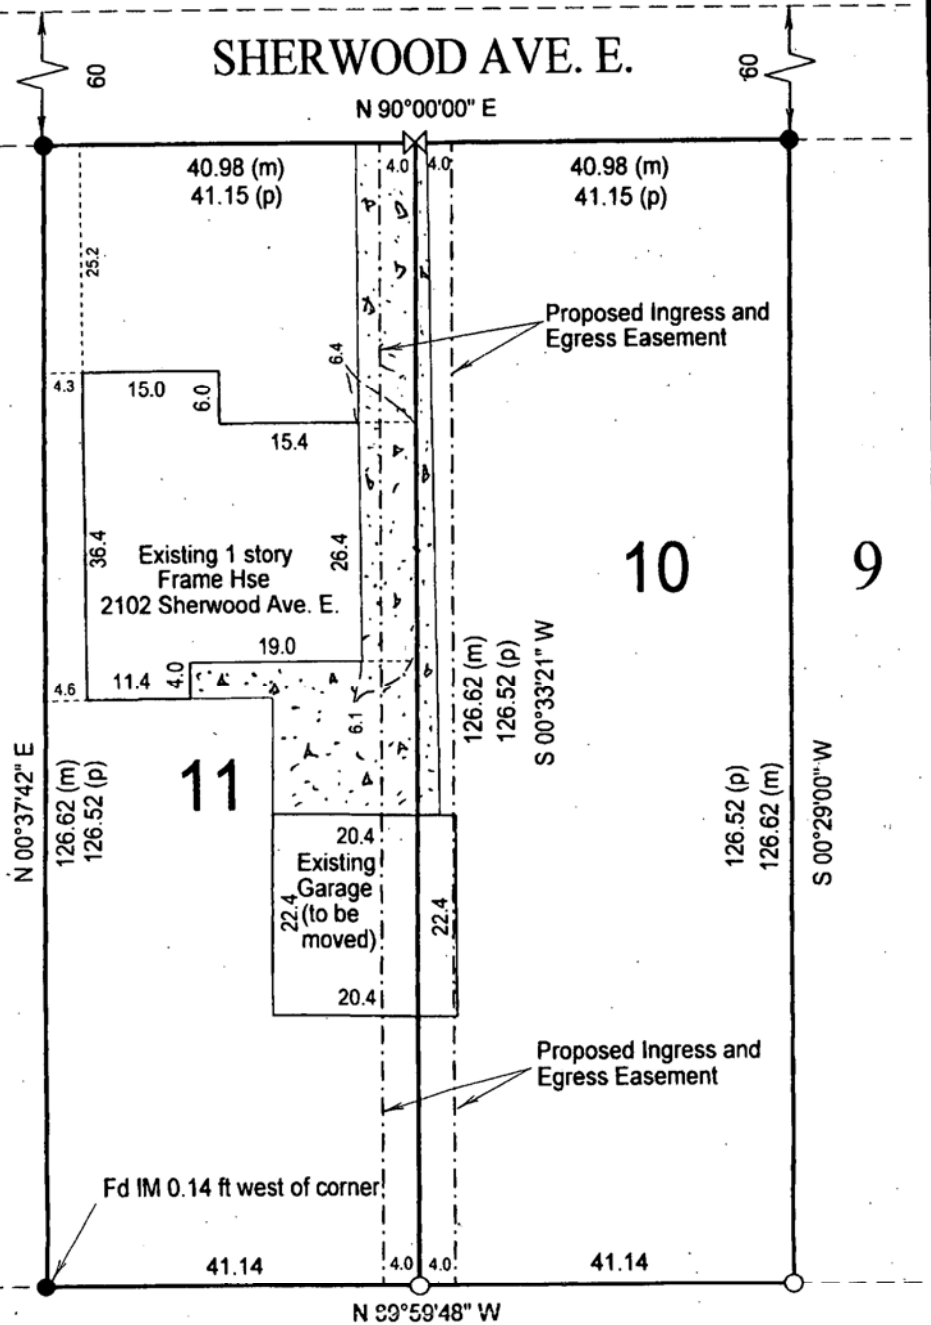 SHERWOOD AVE. E.
60
60
N 90°00'00" E
40.98 (m)
41.15 (p)
4.0
4.0
40.98 (m)
41.15 (p)
25.2
Proposed Ingress and
Egress Easement
6.4
4.3
15.0
6.0
15.4
36.4
Existing 1 story
Frame Hse
2102 Sherwood Ave. E.
26.4
10
9
19.0
4.6
11.4
4.0
6.1
126.62 (m)
126.52 (p)
S 00°33'21" W
N 00°37'42" E
126.62 (m)
126.52 (p)
11
126.52 (p)
126.62 (m)
S 00°29'00" W
20.4
Existing
Garage
(to be
moved)
22.4
22.4
20.4
Proposed Ingress and
Egress Easement
Fd IM 0.14 ft west of corner
41.14
4.0
4.0
41.14
N 89°59'48" W